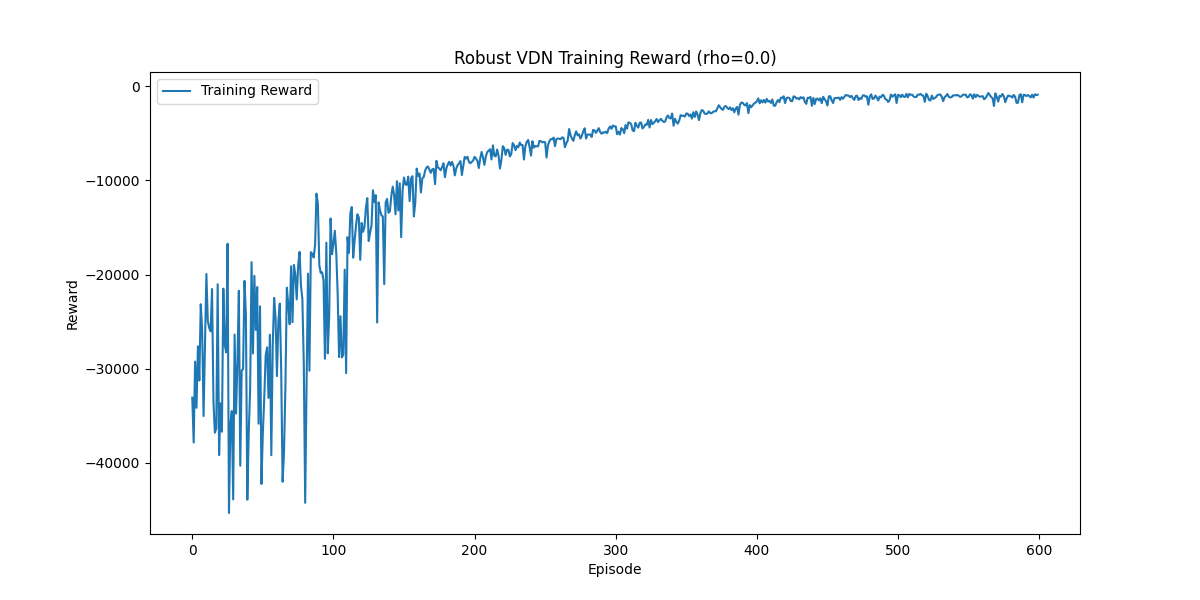 Robust VDN Training Reward (rho=0.0)
Training Reward
0
−10000
−20000
−30000
−40000
Reward
0 100 200 300 400 500 600
Episode